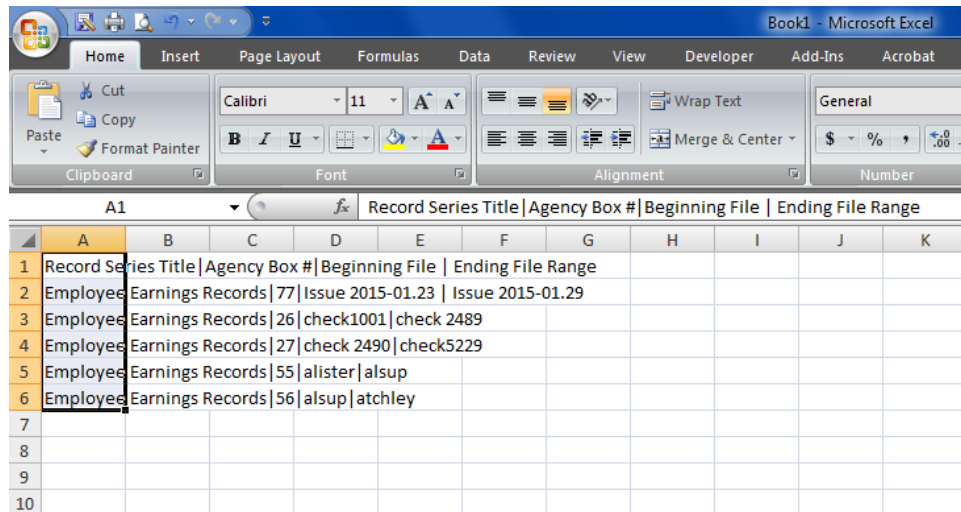 Book1 - Microsoft Excel
Home Insert Page Layout Formulas Data Review View Developer Add-Ins Acrobat
Paste
Cut
Copy
Format Painter
Clipboard
Calibri 11 A A
B I U A
Font
Wrap Text
Merge & Center
Alignment
General
$ % , .0 .00
Number
A1 fx Record Series Title|Agency Box #|Beginning File | Ending File Range
A B C D E F G H I J K
1 Record Series Title|Agency Box #|Beginning File | Ending File Range
2 Employee Earnings Records|77|Issue 2015-01.23 | Issue 2015-01.29
3 Employee Earnings Records|26|check1001|check 2489
4 Employee Earnings Records|27|check 2490|check5229
5 Employee Earnings Records|55|alister|alsup
6 Employee Earnings Records|56|alsup|atchley
7
8
9
10